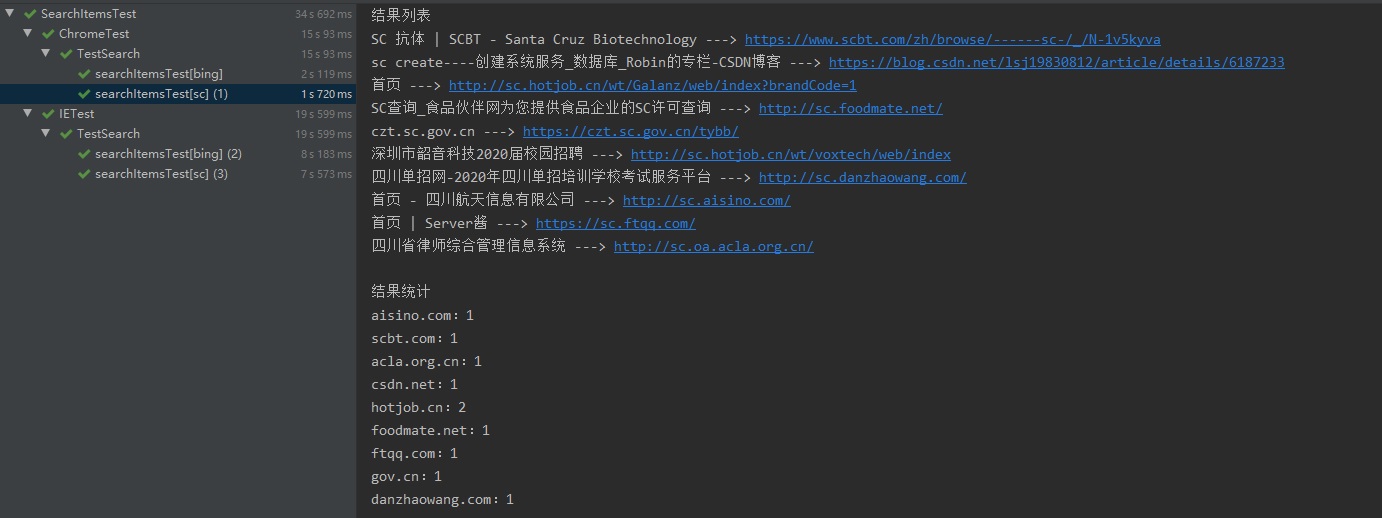 SearchItemsTest 34 s 692 ms
ChromeTest 15 s 93 ms
TestSearch 15 s 93 ms
searchItemsTest[bing] 2 s 119 ms
searchItemsTest[sc] (1) 1 s 720 ms
IETest 19 s 599 ms
TestSearch 19 s 599 ms
searchItemsTest[bing] (2) 8 s 183 ms
searchItemsTest[sc] (3) 7 s 573 ms
结果列表
SC 抗体 | SCBT - Santa Cruz Biotechnology ---> https://www.scbt.com/zh/browse/------sc-/_/N-1v5kyva
sc create----创建系统服务_数据库_Robin的专栏-CSDN博客 ---> https://blog.csdn.net/lsj19830812/article/details/6187233
首页 ---> http://sc.hotjob.cn/wt/Galanz/web/index?brandCode=1
SC查询_食品伙伴网为您提供食品企业的SC许可查询 ---> http://sc.foodmate.net/
czt.sc.gov.cn ---> https://czt.sc.gov.cn/tybb/
深圳市韶音科技2020届校园招聘 ---> http://sc.hotjob.cn/wt/voxtech/web/index
四川单招网-2020年四川单招培训学校考试服务平台 ---> http://sc.danzhaowang.com/
首页 - 四川航天信息有限公司 ---> http://sc.aisino.com/
首页 | Server酱 ---> https://sc.ftqq.com/
四川省律师综合管理信息系统 ---> http://sc.oa.acla.org.cn/
结果统计
aisino.com：1
scbt.com：1
acla.org.cn：1
csdn.net：1
hotjob.cn：2
foodmate.net：1
ftqq.com：1
gov.cn：1
danzhaowang.com：1